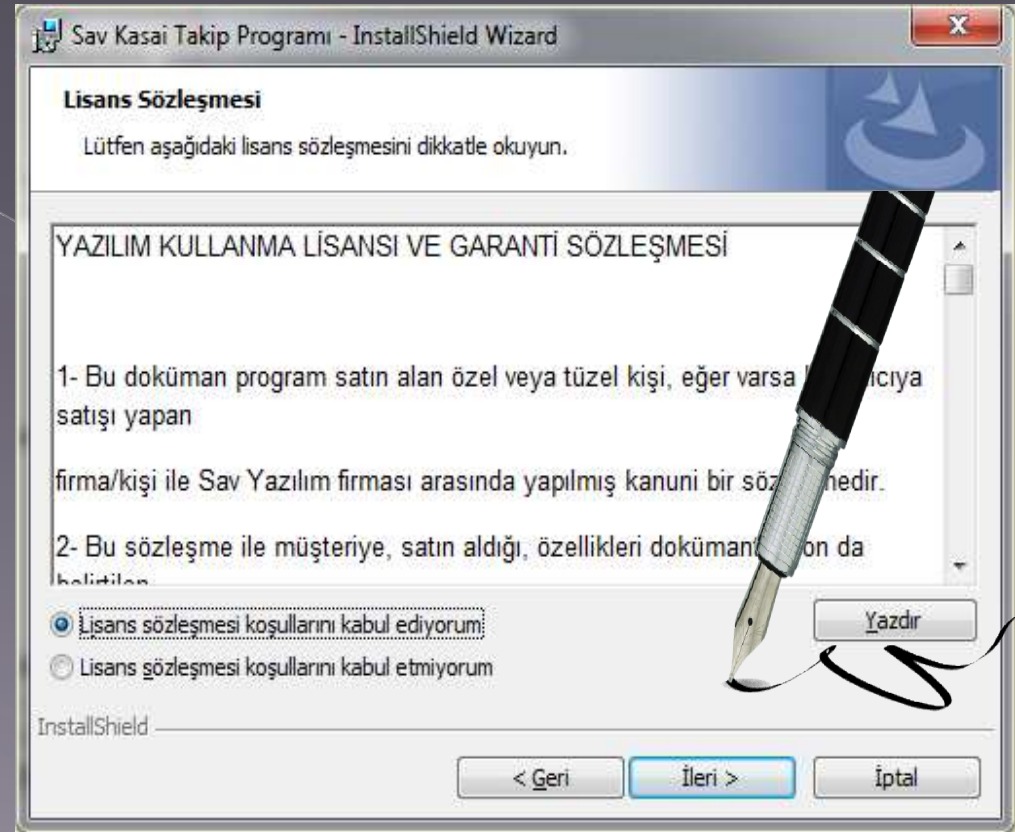 Sav Kasai Takip Programı - InstallShield Wizard
Lisans Sözleşmesi
Lütfen aşağıdaki lisans sözleşmesini dikkatle okuyun.
YAZILIM KULLANMA LİSANSI VE GARANTİ SÖZLEŞMESİ
1- Bu doküman program satın alan özel veya tüzel kişi, eğer varsa
satışı yapan
firma/kişi ile Sav Yazılım firması arasında yapılmış kanuni bir
2- Bu sözleşme ile müşteriye, satın aldığı, özellikleri da
Lisans sözleşmesi koşullarını kabul ediyorum
Yazdır
Lisans sözleşmesi koşullarını kabul etmiyorum
InstallShield
< Geri
İleri >
İptal